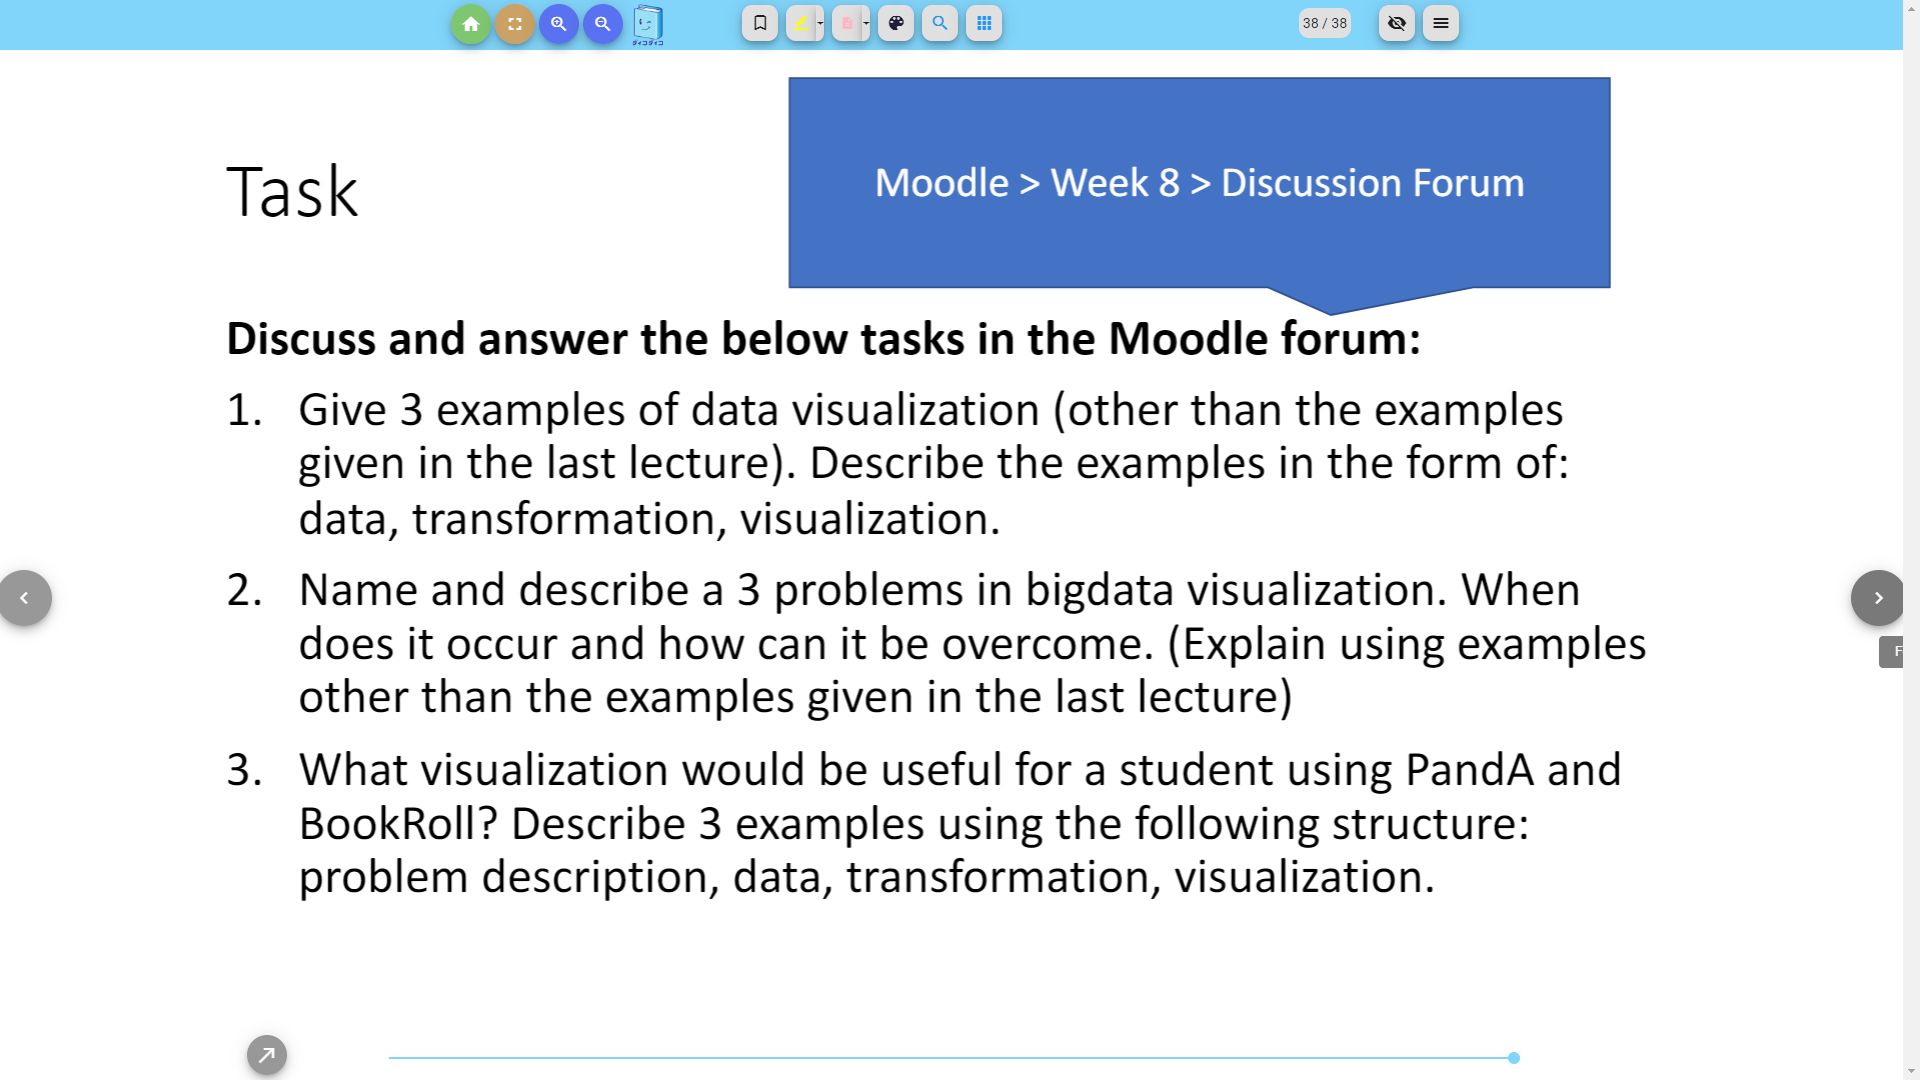 38 / 38
Moodle > Week 8 > Discussion Forum
Task
Discuss and answer the below tasks in the Moodle forum:
1. Give 3 examples of data visualization (other than the examples
given in the last lecture). Describe the examples in the form of:
data, transformation, visualization.
2. Name and describe a 3 problems in bigdata visualization. When
does it occur and how can it be overcome. (Explain using examples
other than the examples given in the last lecture)
3. What visualization would be useful for a student using PandA and
BookRoll? Describe 3 examples using the following structure:
problem description, data, transformation, visualization.